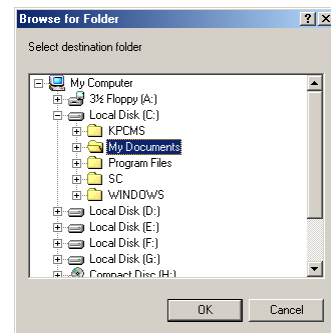 Browse for Folder
Select destination folder
My Computer
3½ Floppy (A:)
Local Disk (C:)
KPCMS
My Documents
Program Files
SC
WINDOWS
Local Disk (D:)
Local Disk (E:)
Local Disk (F:)
Local Disk (G:)
Compact Disc (H:)
OK Cancel